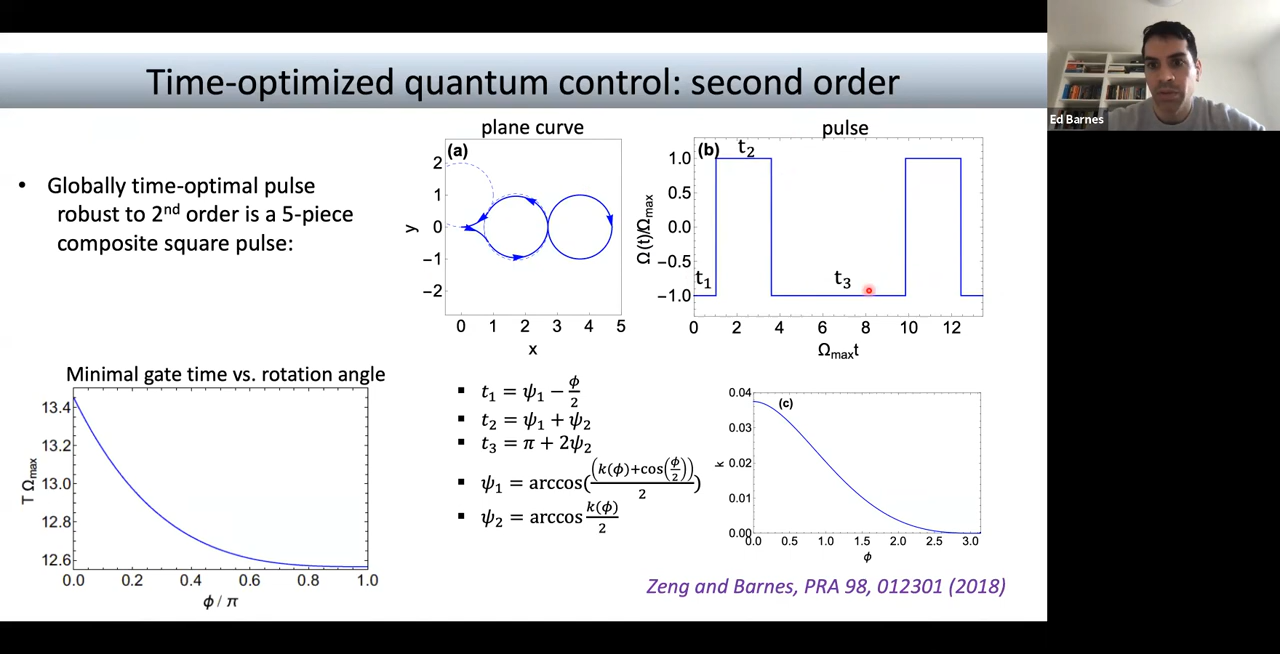 Time-optimized quantum control: second order
Ed Barnes
• Globally time-optimal pulse
robust to 2nd order is a 5-piece
composite square pulse:
plane curve
(a)
2
1
0
−1
−2
y
0 1 2 3 4 5
x
pulse
(b)
t₂
t₁
t₃
1.0
0.5
0.0
−0.5
−1.0
Ω(t)/Ωmax
0 2 4 6 8 10 12
Ωmaxt
Minimal gate time vs. rotation angle
13.4
13.2
13.0
12.8
12.6
T Ωmax
0.0 0.2 0.4 0.6 0.8 1.0
ϕ / π
▪ t₁ = ψ₁ − ϕ/2
▪ t₂ = ψ₁ + ψ₂
▪ t₃ = π + 2ψ₂
▪ ψ₁ = arccos((k(ϕ)+cos(ϕ/2))/2)
▪ ψ₂ = arccos k(ϕ)/2
(c)
0.04
0.03
0.02
0.01
0.00
k
0.0 0.5 1.0 1.5 2.0 2.5 3.0
ϕ
Zeng and Barnes, PRA 98, 012301 (2018)